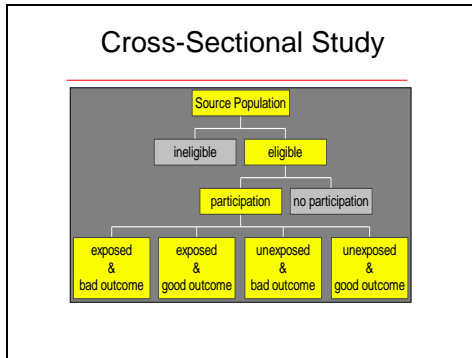 Cross-Sectional Study
Source Population
ineligible
eligible
participation
no participation
exposed
&
bad outcome
exposed
&
good outcome
unexposed
&
bad outcome
unexposed
&
good outcome